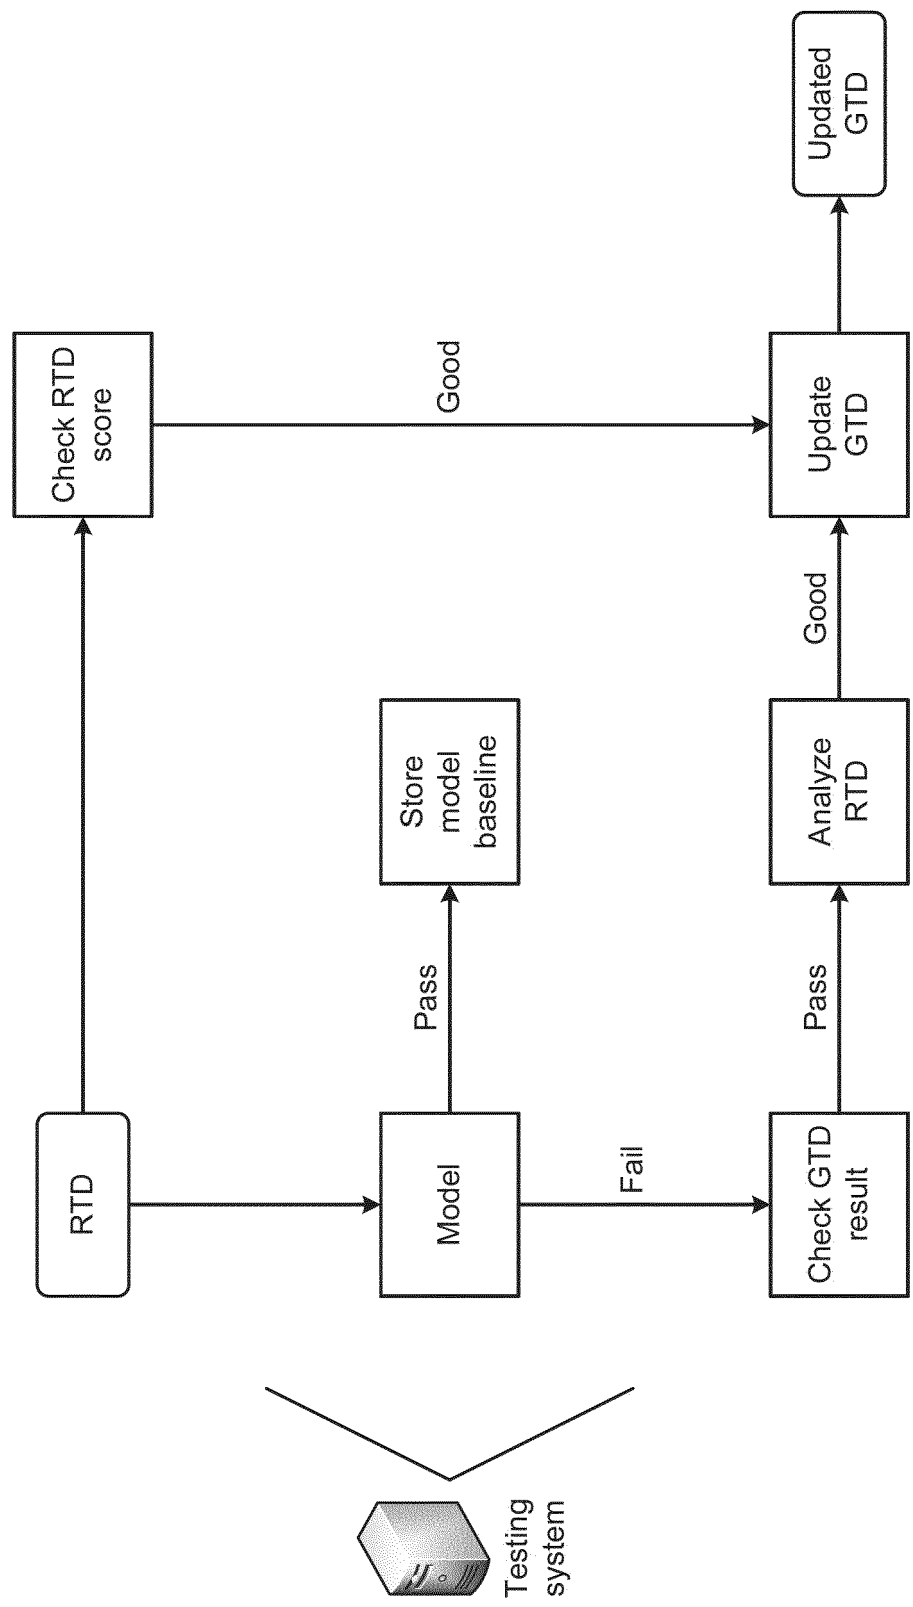 RTD
Check RTD
score
Good
Model
Pass
Store
model
baseline
Fail
Check GTD
result
Pass
Analyze
RTD
Good
Update
GTD
Updated
GTD
Testing
system